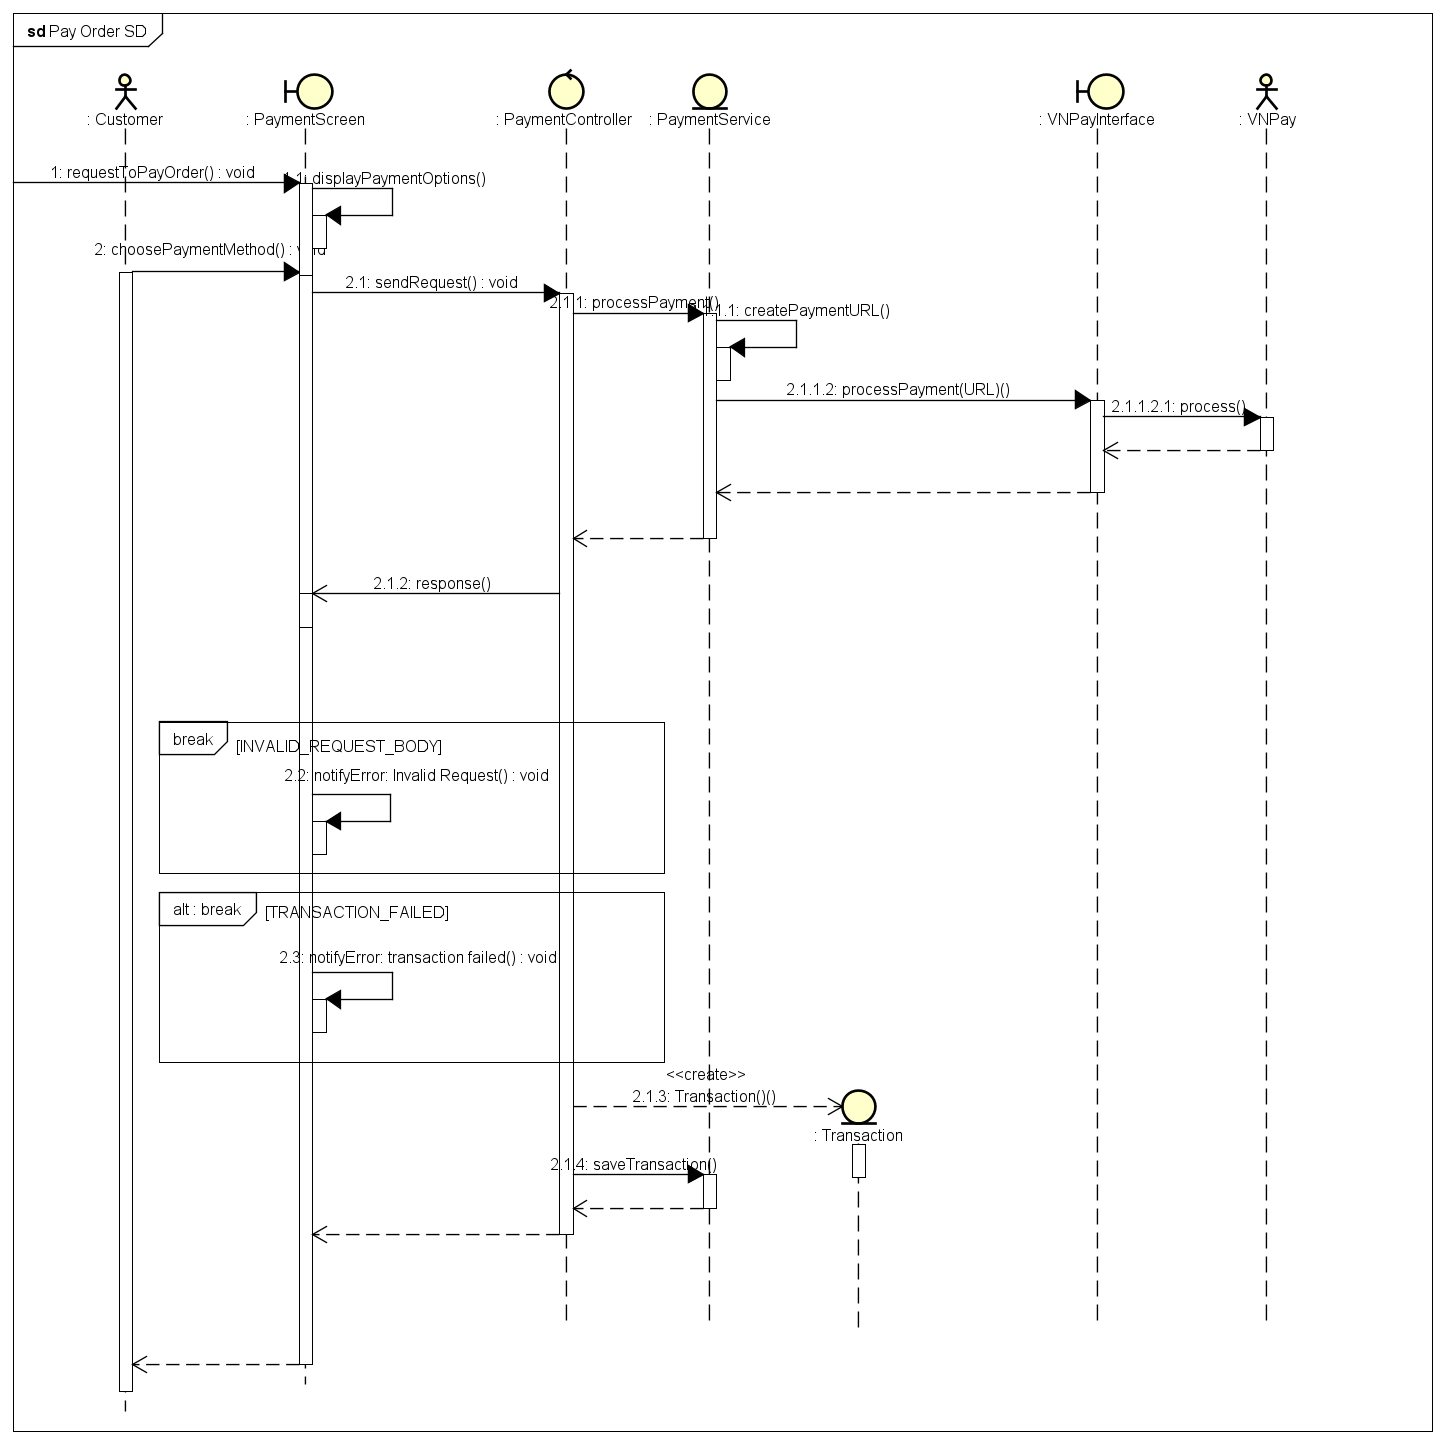 sd Pay Order SD
: Customer
: PaymentScreen
: PaymentController
: PaymentService
: VNPayInterface
: VNPay
1: requestToPayOrder() : void
1.1: displayPaymentOptions()
2: choosePaymentMethod() : void
2.1: sendRequest() : void
2.1.1: processPayment()
2.1.1.1: createPaymentURL()
2.1.1.2: processPayment(URL)()
2.1.1.2.1: process()
2.1.2: response()
break
[INVALID_REQUEST_BODY]
2.2: notifyError: Invalid Request() : void
alt : break
[TRANSACTION_FAILED]
2.3: notifyError: transaction failed() : void
<<create>>
2.1.3: Transaction()()
: Transaction
2.1.4: saveTransaction()